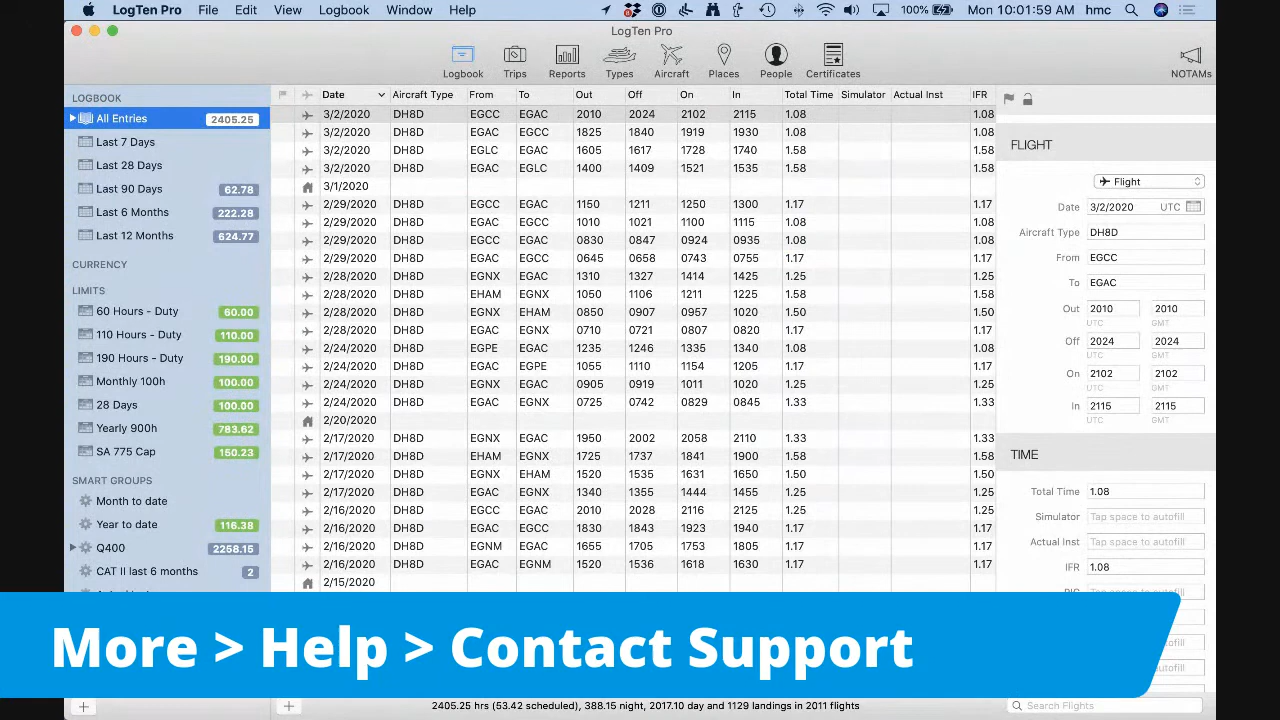 LogTen Pro File Edit View Logbook Window Help 100% Mon 10:01:59 AM hmc
LogTen Pro
Logbook Trips Reports Types Aircraft Places People Certificates NOTAMs
LOGBOOK
All Entries 2405.25
Last 7 Days
Last 28 Days
Last 90 Days 62.78
Last 6 Months 222.28
Last 12 Months 624.77
CURRENCY
LIMITS
60 Hours - Duty 60.00
110 Hours - Duty 110.00
190 Hours - Duty 190.00
Monthly 100h 100.00
28 Days 100.00
Yearly 900h 783.62
SA 775 Cap 150.23
SMART GROUPS
Month to date
Year to date 116.38
Q400 2258.15
CAT II last 6 months 2
Date Aircraft Type From To Out Off On In Total Time Simulator Actual Inst IFR
3/2/2020 DH8D EGCC EGAC 2010 2024 2102 2115 1.08 1.08
3/2/2020 DH8D EGAC EGCC 1825 1840 1919 1930 1.08 1.08
3/2/2020 DH8D EGLC EGAC 1605 1617 1728 1740 1.58 1.58
3/2/2020 DH8D EGAC EGLC 1400 1409 1521 1535 1.58 1.58
3/1/2020
2/29/2020 DH8D EGCC EGAC 1150 1211 1250 1300 1.17 1.17
2/29/2020 DH8D EGAC EGCC 1010 1021 1100 1115 1.08 1.08
2/29/2020 DH8D EGCC EGAC 0830 0847 0924 0935 1.08 1.08
2/29/2020 DH8D EGAC EGCC 0645 0658 0743 0755 1.17 1.17
2/28/2020 DH8D EGNX EGAC 1310 1327 1414 1425 1.25 1.25
2/28/2020 DH8D EHAM EGNX 1050 1106 1211 1225 1.58 1.58
2/28/2020 DH8D EGNX EHAM 0850 0907 0957 1020 1.50 1.50
2/28/2020 DH8D EGAC EGNX 0710 0721 0807 0820 1.17 1.17
2/24/2020 DH8D EGPE EGAC 1235 1246 1335 1340 1.08 1.08
2/24/2020 DH8D EGAC EGPE 1055 1110 1154 1205 1.17 1.17
2/24/2020 DH8D EGNX EGAC 0905 0919 1011 1020 1.25 1.25
2/24/2020 DH8D EGAC EGNX 0725 0742 0829 0845 1.33 1.33
2/20/2020
2/17/2020 DH8D EGNX EGAC 1950 2002 2058 2110 1.33 1.33
2/17/2020 DH8D EHAM EGNX 1725 1737 1841 1900 1.58 1.58
2/17/2020 DH8D EGNX EHAM 1520 1535 1631 1650 1.50 1.50
2/17/2020 DH8D EGAC EGNX 1340 1355 1444 1455 1.25 1.25
2/16/2020 DH8D EGCC EGAC 2010 2028 2116 2125 1.25 1.25
2/16/2020 DH8D EGAC EGCC 1830 1843 1923 1940 1.17 1.17
2/16/2020 DH8D EGNM EGAC 1655 1705 1753 1805 1.17 1.17
2/16/2020 DH8D EGAC EGNM 1520 1536 1618 1630 1.17 1.17
2/15/2020
FLIGHT
Flight
Date 3/2/2020 UTC
Aircraft Type DH8D
From EGCC
To EGAC
Out 2010 2010
UTC GMT
Off 2024 2024
UTC GMT
On 2102 2102
UTC GMT
In 2115 2115
UTC GMT
TIME
Total Time 1.08
Simulator Tap space to autofill
Actual Inst Tap space to autofill
IFR 1.08
More > Help > Contact Support
2405.25 hrs (53.42 scheduled), 388.15 night, 2017.10 day and 1129 landings in 2011 flights
Search Flights